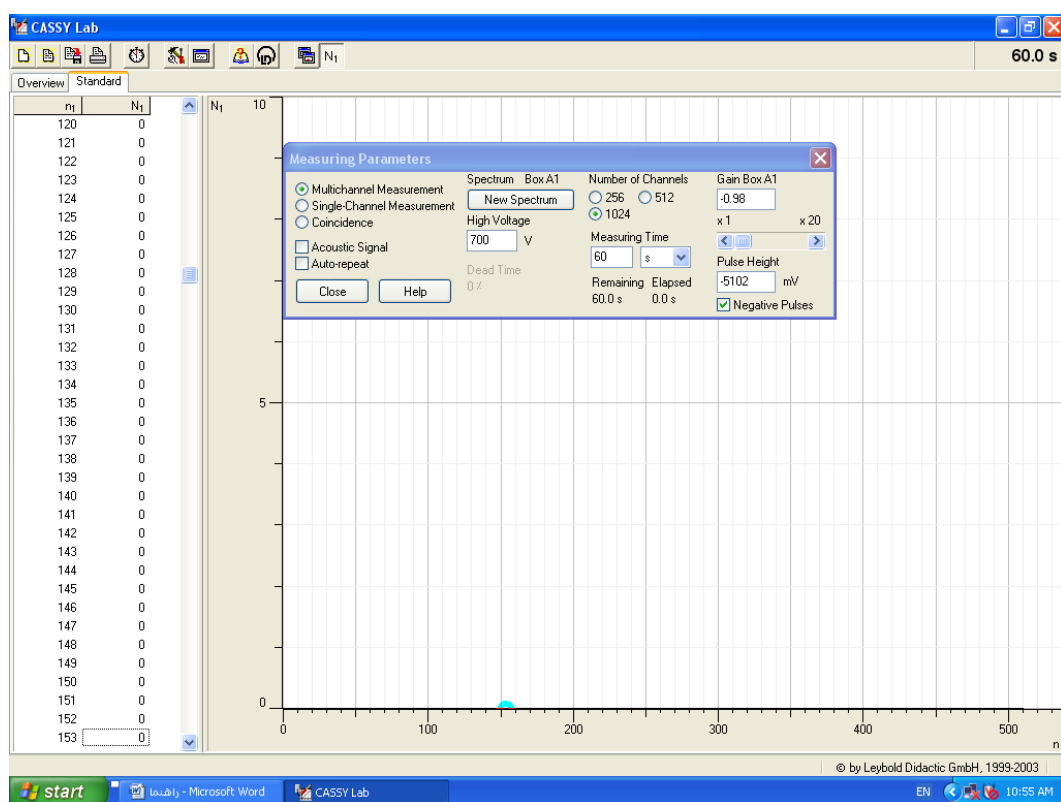 CASSY Lab
N₁
60.0 s
Overview Standard
n₁ N₁
120 0
121 0
122 0
123 0
124 0
125 0
126 0
127 0
128 0
129 0
130 0
131 0
132 0
133 0
134 0
135 0
136 0
137 0
138 0
139 0
140 0
141 0
142 0
143 0
144 0
145 0
146 0
147 0
148 0
149 0
150 0
151 0
152 0
153 0
N₁ 10
5
0
0 100 200 300 400 500
n
Measuring Parameters
Multichannel Measurement
Single-Channel Measurement
Coincidence
Acoustic Signal
Auto-repeat
Close Help
Spectrum Box A1
New Spectrum
High Voltage
700 V
Dead Time
0 %
Number of Channels
256 512
1024
Measuring Time
60 s
Remaining Elapsed
60.0 s 0.0 s
Gain Box A1
-0.98
x 1 x 20
Pulse Height
-5102 mV
Negative Pulses
© by Leybold Didactic GmbH, 1999-2003
start
راهنما - Microsoft Word
CASSY Lab
EN
10:55 AM